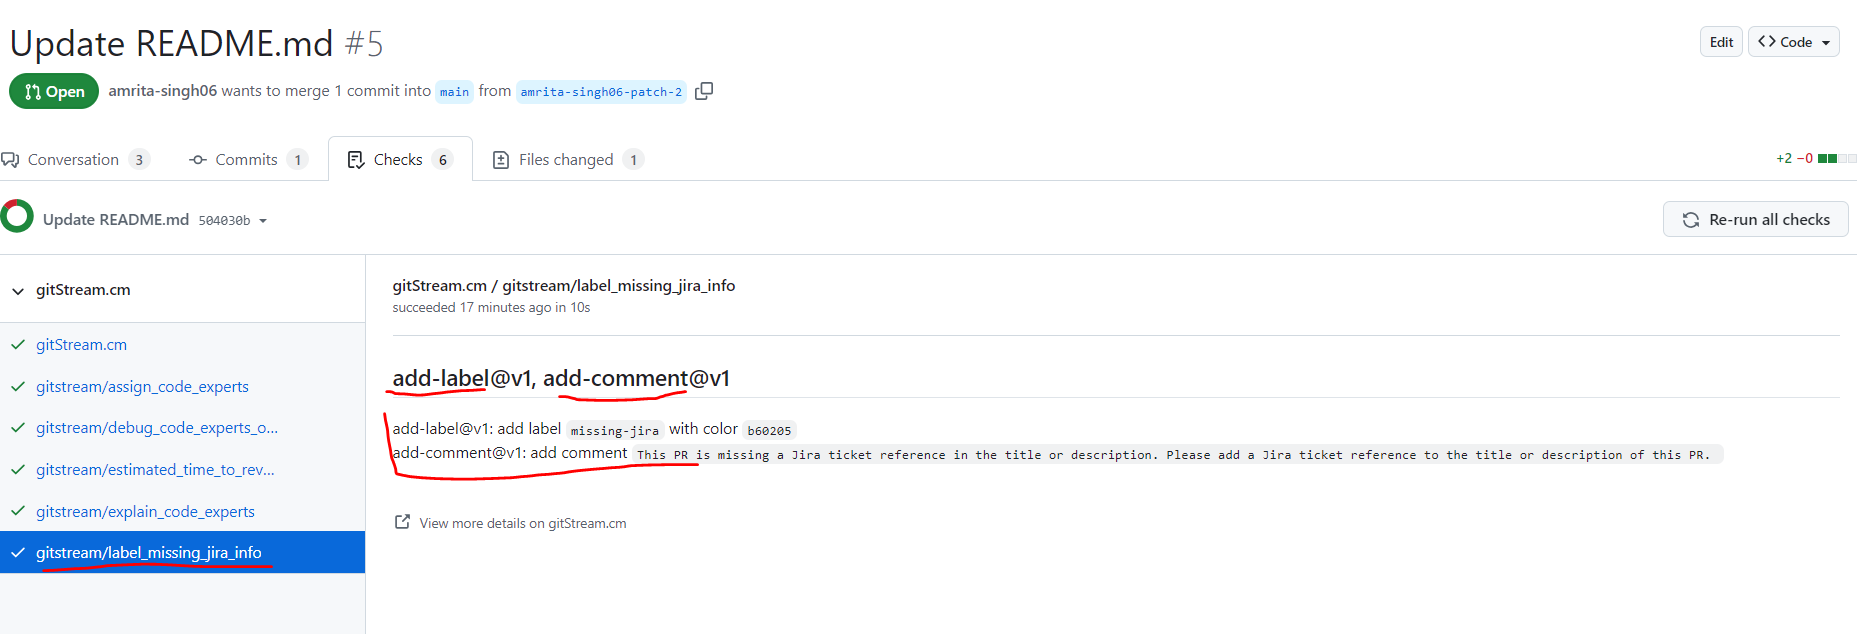 Update README.md #5
Edit
Code
Open
amrita-singh06 wants to merge 1 commit into main from amrita-singh06-patch-2
Conversation 3
Commits 1
Checks 6
Files changed 1
+2 −0
Update README.md 504030b
Re-run all checks
gitStream.cm
gitStream.cm
gitstream/assign_code_experts
gitstream/debug_code_experts_o...
gitstream/estimated_time_to_rev...
gitstream/explain_code_experts
gitstream/label_missing_jira_info
gitStream.cm / gitstream/label_missing_jira_info
succeeded 17 minutes ago in 10s
add-label@v1, add-comment@v1
add-label@v1: add label missing-jira with color b60205
add-comment@v1: add comment This PR is missing a Jira ticket reference in the title or description. Please add a Jira ticket reference to the title or description of this PR.
View more details on gitStream.cm